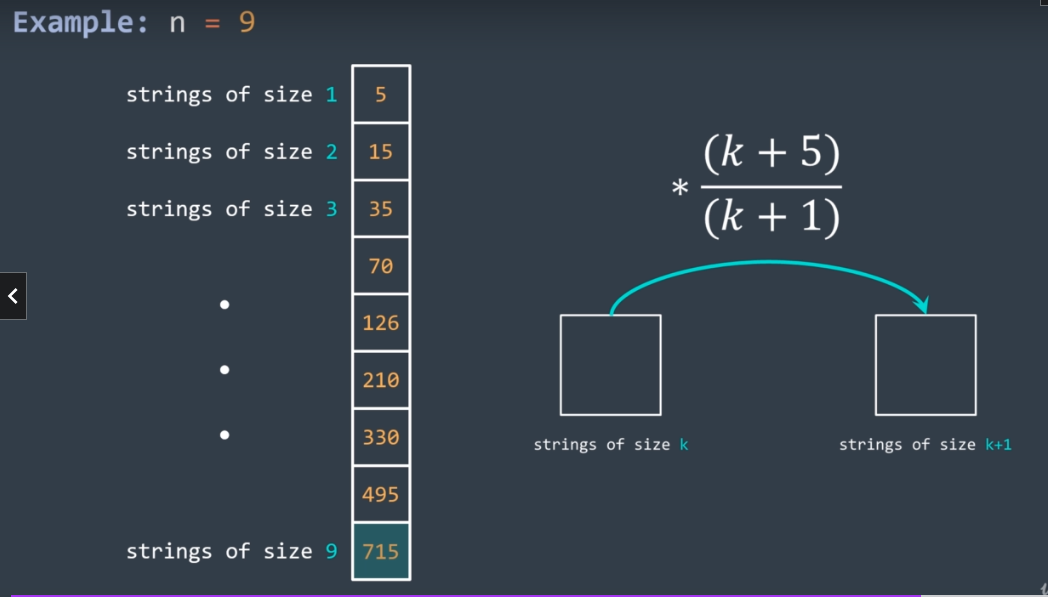 Example: n = 9
strings of size 1 5
strings of size 2 15
strings of size 3 35
70
126
210
330
495
strings of size 9 715
* (k + 5)
(k + 1)
strings of size k
strings of size k+1